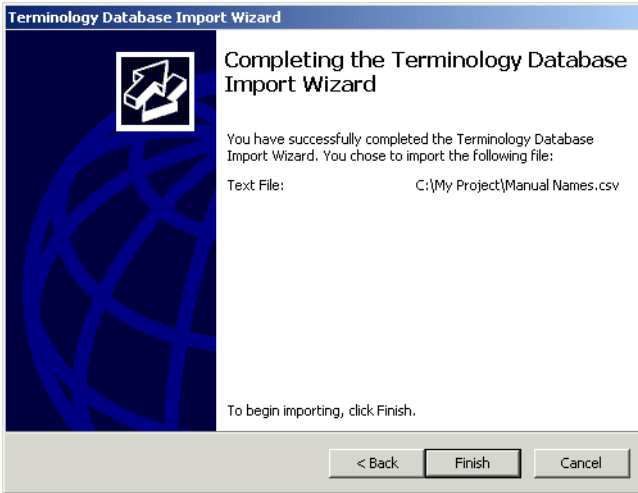 Terminology Database Import Wizard
Completing the Terminology Database
Import Wizard
You have successfully completed the Terminology Database
Import Wizard. You chose to import the following file:
Text File: C:\My Project\Manual Names.csv
To begin importing, click Finish.
< Back Finish Cancel